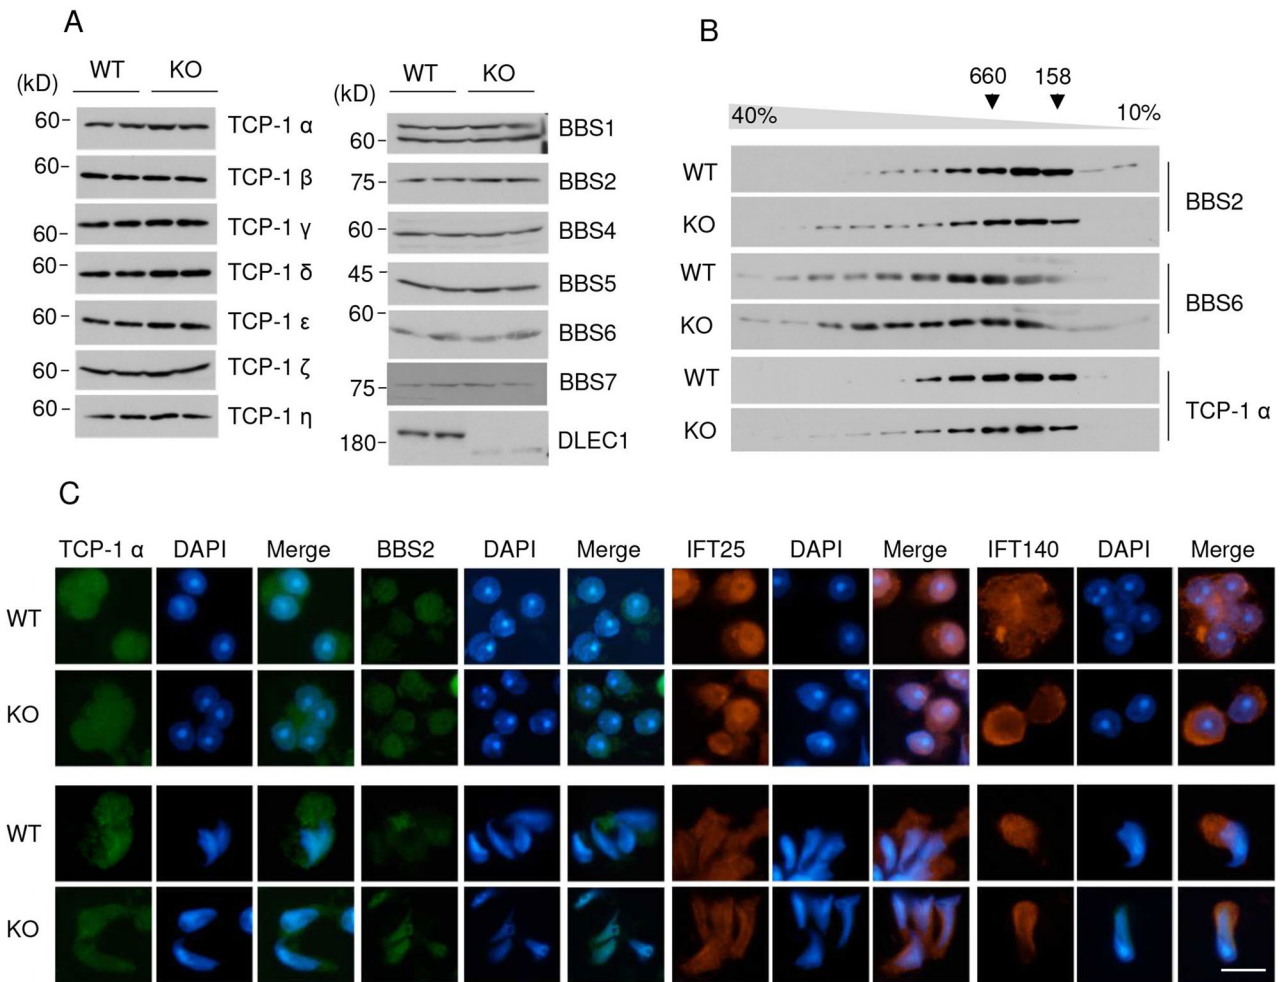 A
WT KO
(kD)
60- TCP-1 α
60- TCP-1 β
60- TCP-1 γ
60- TCP-1 δ
60- TCP-1 ε
60- TCP-1 ζ
60- TCP-1 η
WT KO
(kD)
60- BBS1
75- BBS2
60- BBS4
45- BBS5
60- BBS6
75- BBS7
180- DLEC1
B
660 158
40% 10%
WT
KO
BBS2
WT
KO
BBS6
WT
KO
TCP-1 α
C
TCP-1 α DAPI Merge BBS2 DAPI Merge IFT25 DAPI Merge IFT140 DAPI Merge
WT
KO
WT
KO